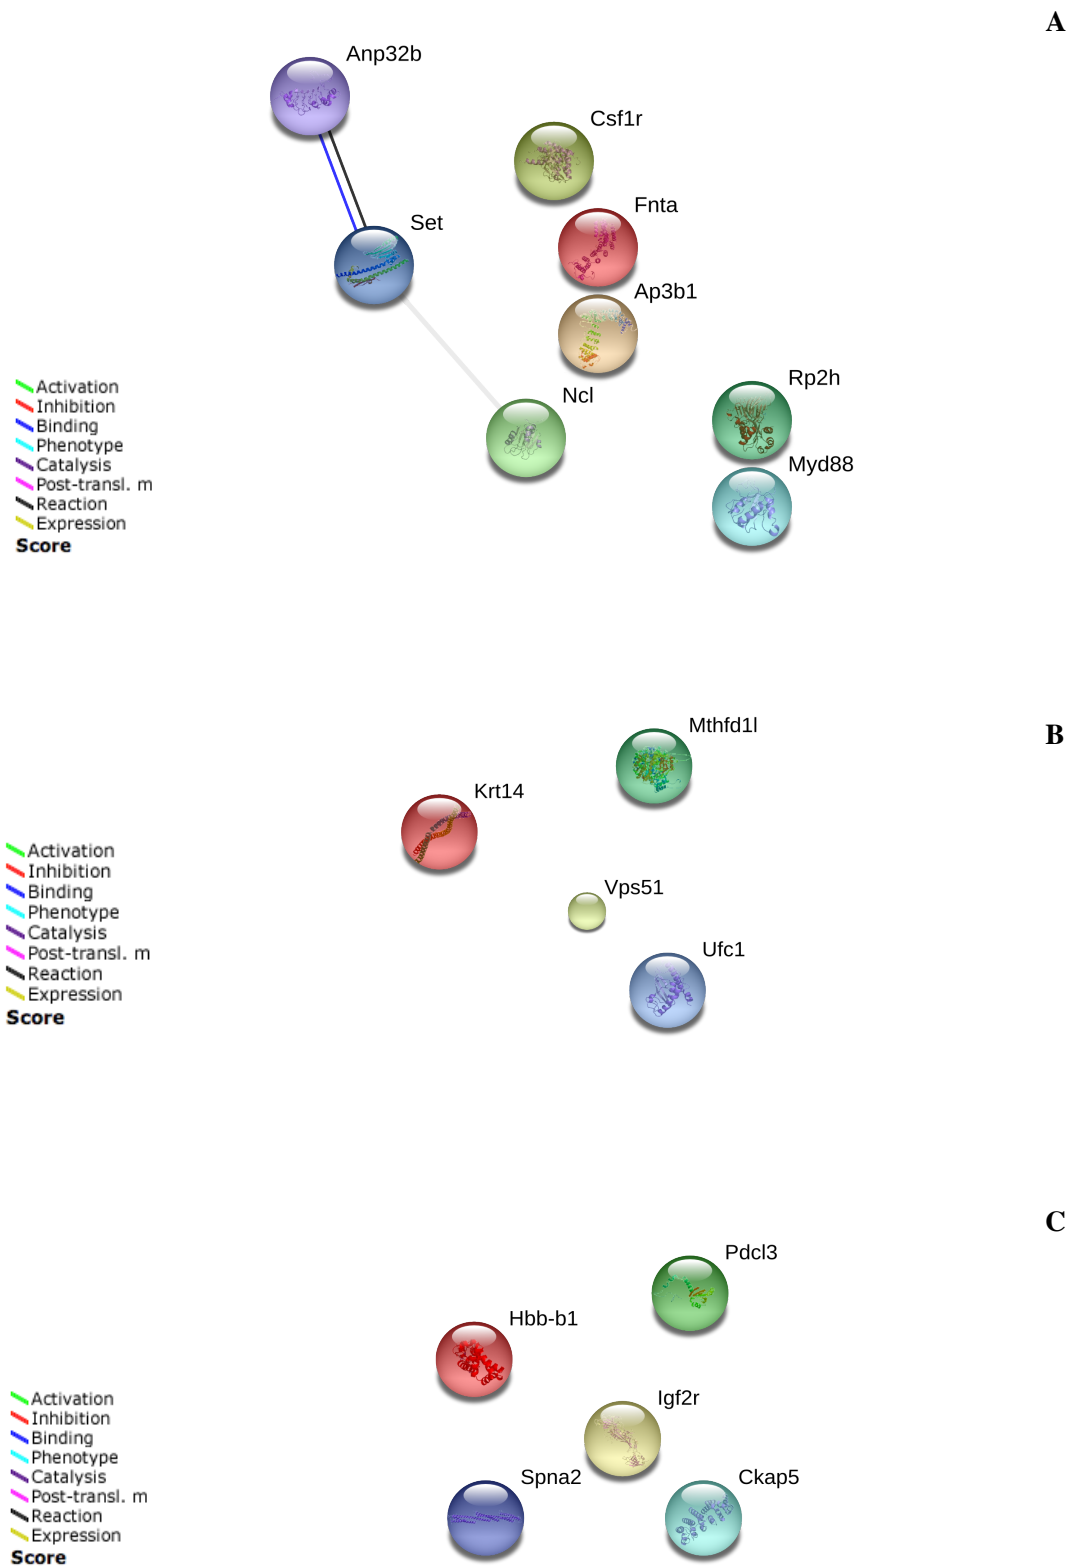 A
Anp32b
Csf1r
Set
Fnta
Ap3b1
Ncl
Rp2h
Myd88
Activation
Inhibition
Binding
Phenotype
Catalysis
Post-transl. m
Reaction
Expression
Score
B
Mthfd1l
Krt14
Vps51
Ufc1
Activation
Inhibition
Binding
Phenotype
Catalysis
Post-transl. m
Reaction
Expression
Score
C
Pdcl3
Hbb-b1
Igf2r
Spna2
Ckap5
Activation
Inhibition
Binding
Phenotype
Catalysis
Post-transl. m
Reaction
Expression
Score